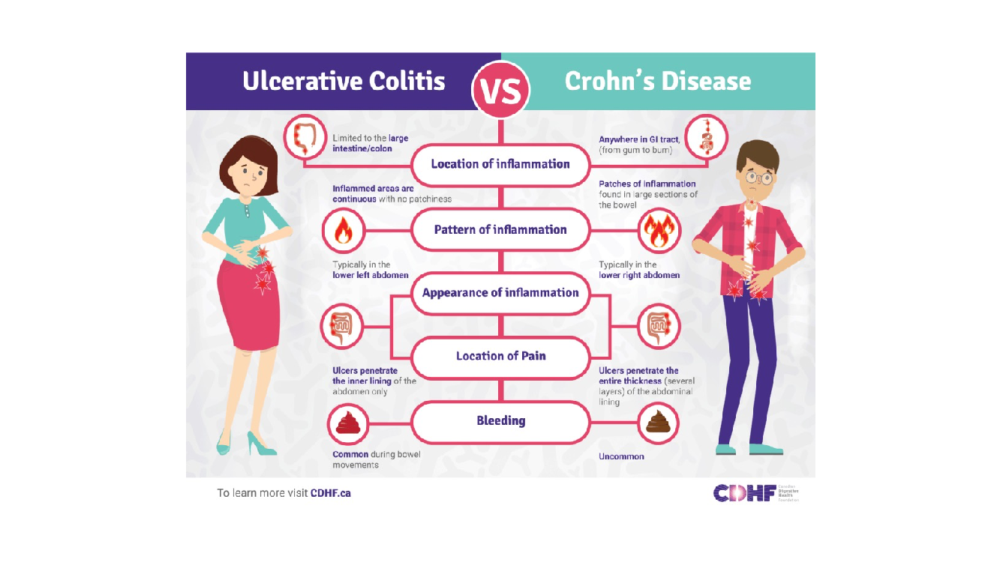 Ulcerative Colitis
VS
Crohn's Disease
Limited to the large
intestine/colon
Location of inflammation
Anywhere in GI tract,
(from gum to bum)
Inflammed areas are
continuous with no patchiness
Patches of inflammation
found in large sections of
the bowel
Pattern of inflammation
Typically in the
lower left abdomen
Typically in the
lower right abdomen
Appearance of inflammation
Location of Pain
Ulcers penetrate
the inner lining of the
abdomen only
Ulcers penetrate the
entire thickness (several
layers) of the abdominal
lining
Bleeding
Common during bowel
movements
Uncommon
To learn more visit CDHF.ca
CDHF
Canadian
Digestive
Health
Foundation